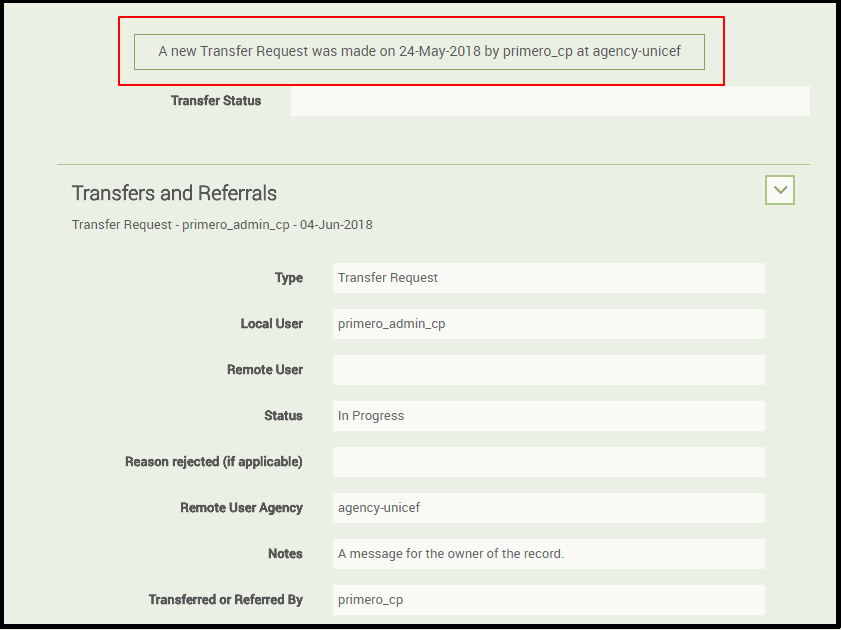 A new Transfer Request was made on 24-May-2018 by primero_cp at agency-unicef
Transfer Status
Transfers and Referrals
Transfer Request - primero_admin_cp - 04-Jun-2018
Type Transfer Request
Local User primero_admin_cp
Remote User
Status In Progress
Reason rejected (if applicable)
Remote User Agency agency-unicef
Notes A message for the owner of the record.
Transferred or Referred By primero_cp